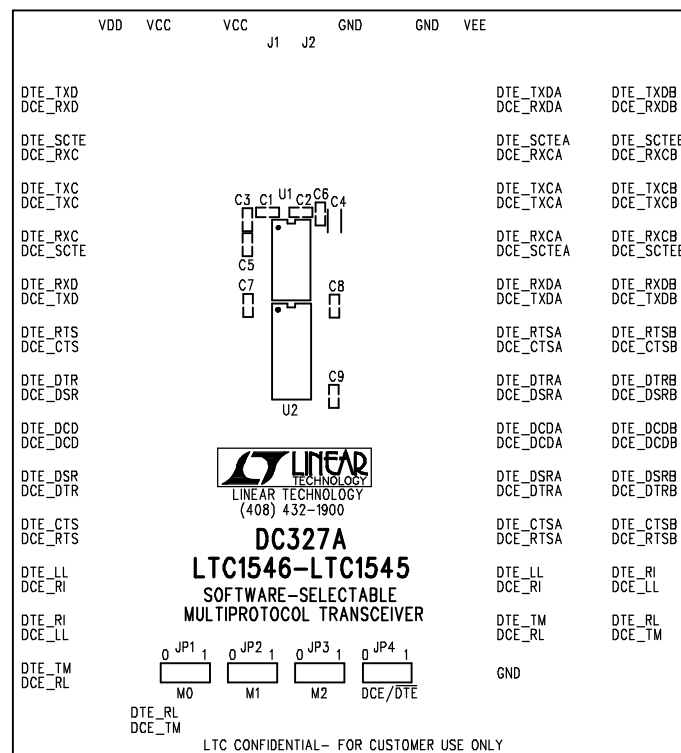 VDD VCC VCC GND GND VEE
J1 J2
DTE_TXD DTE_TXDA DTE_TXDB
DCE_RXD DCE_RXDA DCE_RXDB
DTE_SCTE DTE_SCTEA DTE_SCTEB
DCE_RXC DCE_RXCA DCE_RXCB
DTE_TXC DTE_TXCA DTE_TXCB
DCE_TXC DCE_TXCA DCE_TXCB
C3 C1 U1 C2 C6 C4
DTE_RXC DTE_RXCA DTE_RXCB
DCE_SCTE DCE_SCTEA DCE_SCTEB
C5
DTE_RXD DTE_RXDA DTE_RXDB
DCE_TXD DCE_TXDA DCE_TXDB
C7 C8
DTE_RTS DTE_RTSA DTE_RTSB
DCE_CTS DCE_CTSA DCE_CTSB
DTE_DTR DTE_DTRA DTE_DTRB
DCE_DSR DCE_DSRA DCE_DSRB
C9
U2
DTE_DCD DTE_DCDA DTE_DCDB
DCE_DCD DCE_DCDA DCE_DCDB
LINEAR
TECHNOLOGY
DTE_DSR DTE_DSRA DTE_DSRB
DCE_DTR DCE_DTRA DCE_DTRB
LINEAR TECHNOLOGY
(408) 432-1900
DTE_CTS DTE_CTSA DTE_CTSB
DCE_RTS DCE_RTSA DCE_RTSB
DC327A
LTC1546-LTC1545
DTE_LL DTE_LL DTE_RI
DCE_RI DCE_RI DCE_LL
SOFTWARE-SELECTABLE
MULTIPROTOCOL TRANSCEIVER
DTE_RI DTE_TM DTE_RL
DCE_LL DCE_RL DCE_TM
0 JP1 1 0 JP2 1 0 JP3 1 0 JP4 1
DTE_TM GND
DCE_RL
M0 M1 M2 DCE/DTE
DTE_RL
DCE_TM
LTC CONFIDENTIAL- FOR CUSTOMER USE ONLY